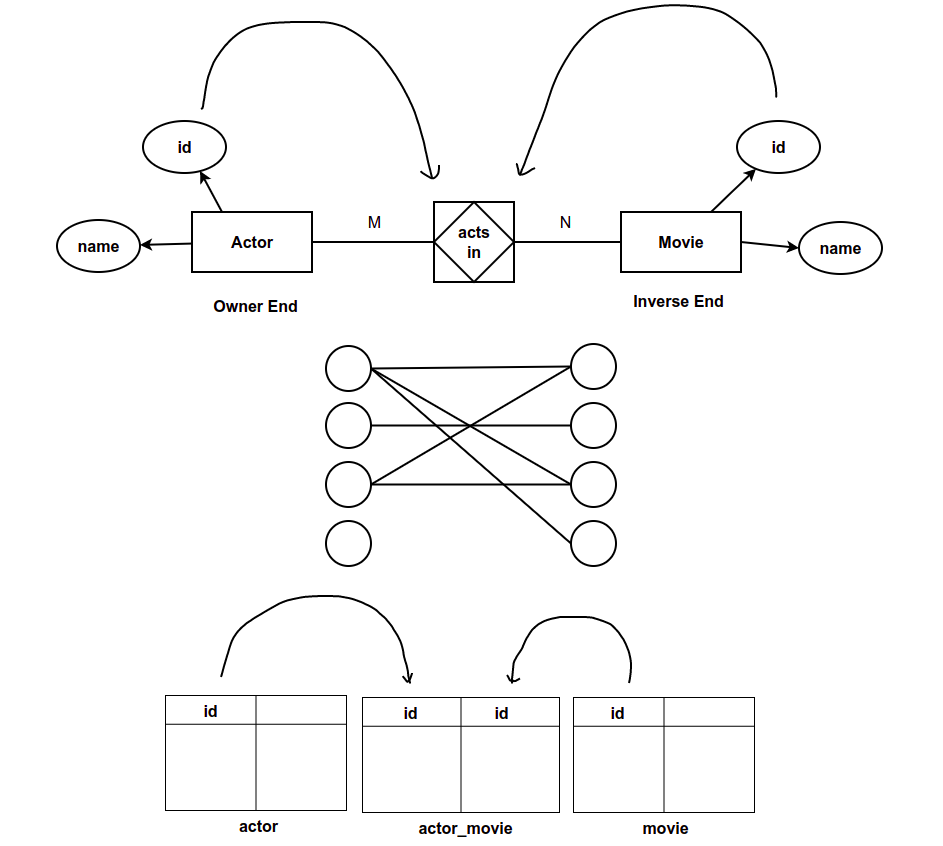 id
id
M
N
name
Actor
acts
in
Movie
name
Owner End
Inverse End
id
id
id
id
actor
actor_movie
movie